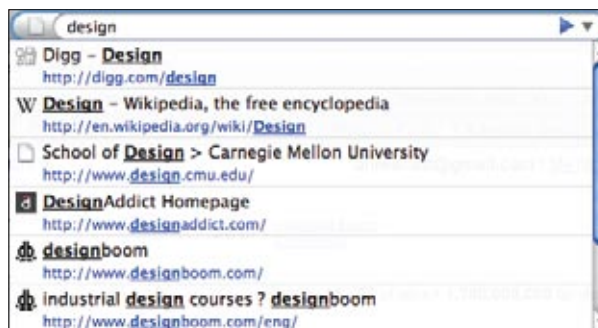 design
Digg – Design
http://digg.com/design
W Design – Wikipedia, the free encyclopedia
http://en.wikipedia.org/wiki/Design
School of Design > Carnegie Mellon University
http://www.design.cmu.edu/
a DesignAddict Homepage
http://www.designaddict.com/
db designboom
http://www.designboom.com/
db industrial design courses ? designboom
http://www.designboom.com/eng/